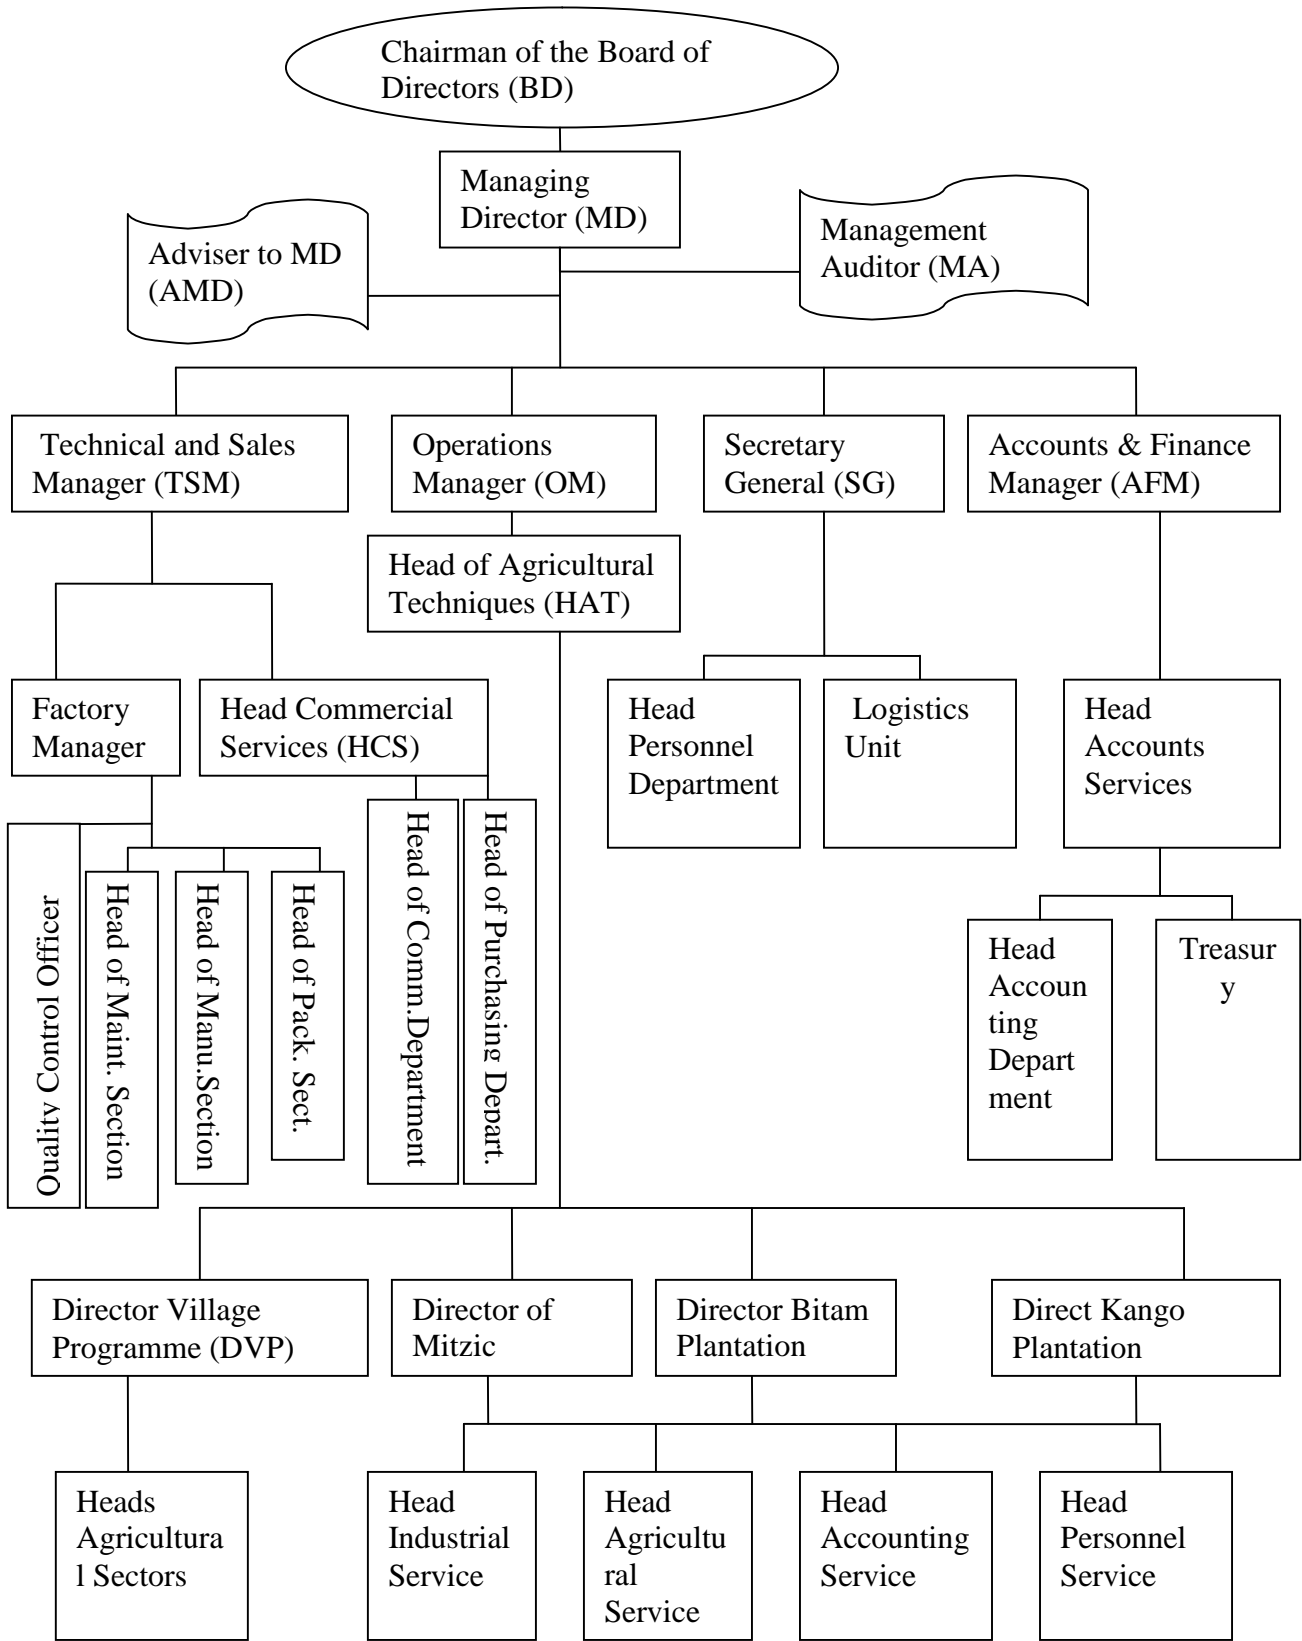 Chairman of the Board of
Directors (BD)
Managing
Director (MD)
Adviser to MD
(AMD)
Management
Auditor (MA)
Technical and Sales
Manager (TSM)
Operations
Manager (OM)
Secretary
General (SG)
Accounts & Finance
Manager (AFM)
Head of Agricultural
Techniques (HAT)
Factory
Manager
Head Commercial
Services (HCS)
Head
Personnel
Department
Logistics
Unit
Head
Accounts
Services
Quality Control Officer
Head of Maint. Section
Head of Manu.Section
Head of Pack. Sect.
Head of Comm.Department
Head of Purchasing Depart.
Head
Accoun
ting
Depart
ment
Treasur
y
Director Village
Programme (DVP)
Director of
Mitzic
Director Bitam
Plantation
Direct Kango
Plantation
Heads
Agricultura
l Sectors
Head
Industrial
Service
Head
Agricultu
ral
Service
Head
Accounting
Service
Head
Personnel
Service